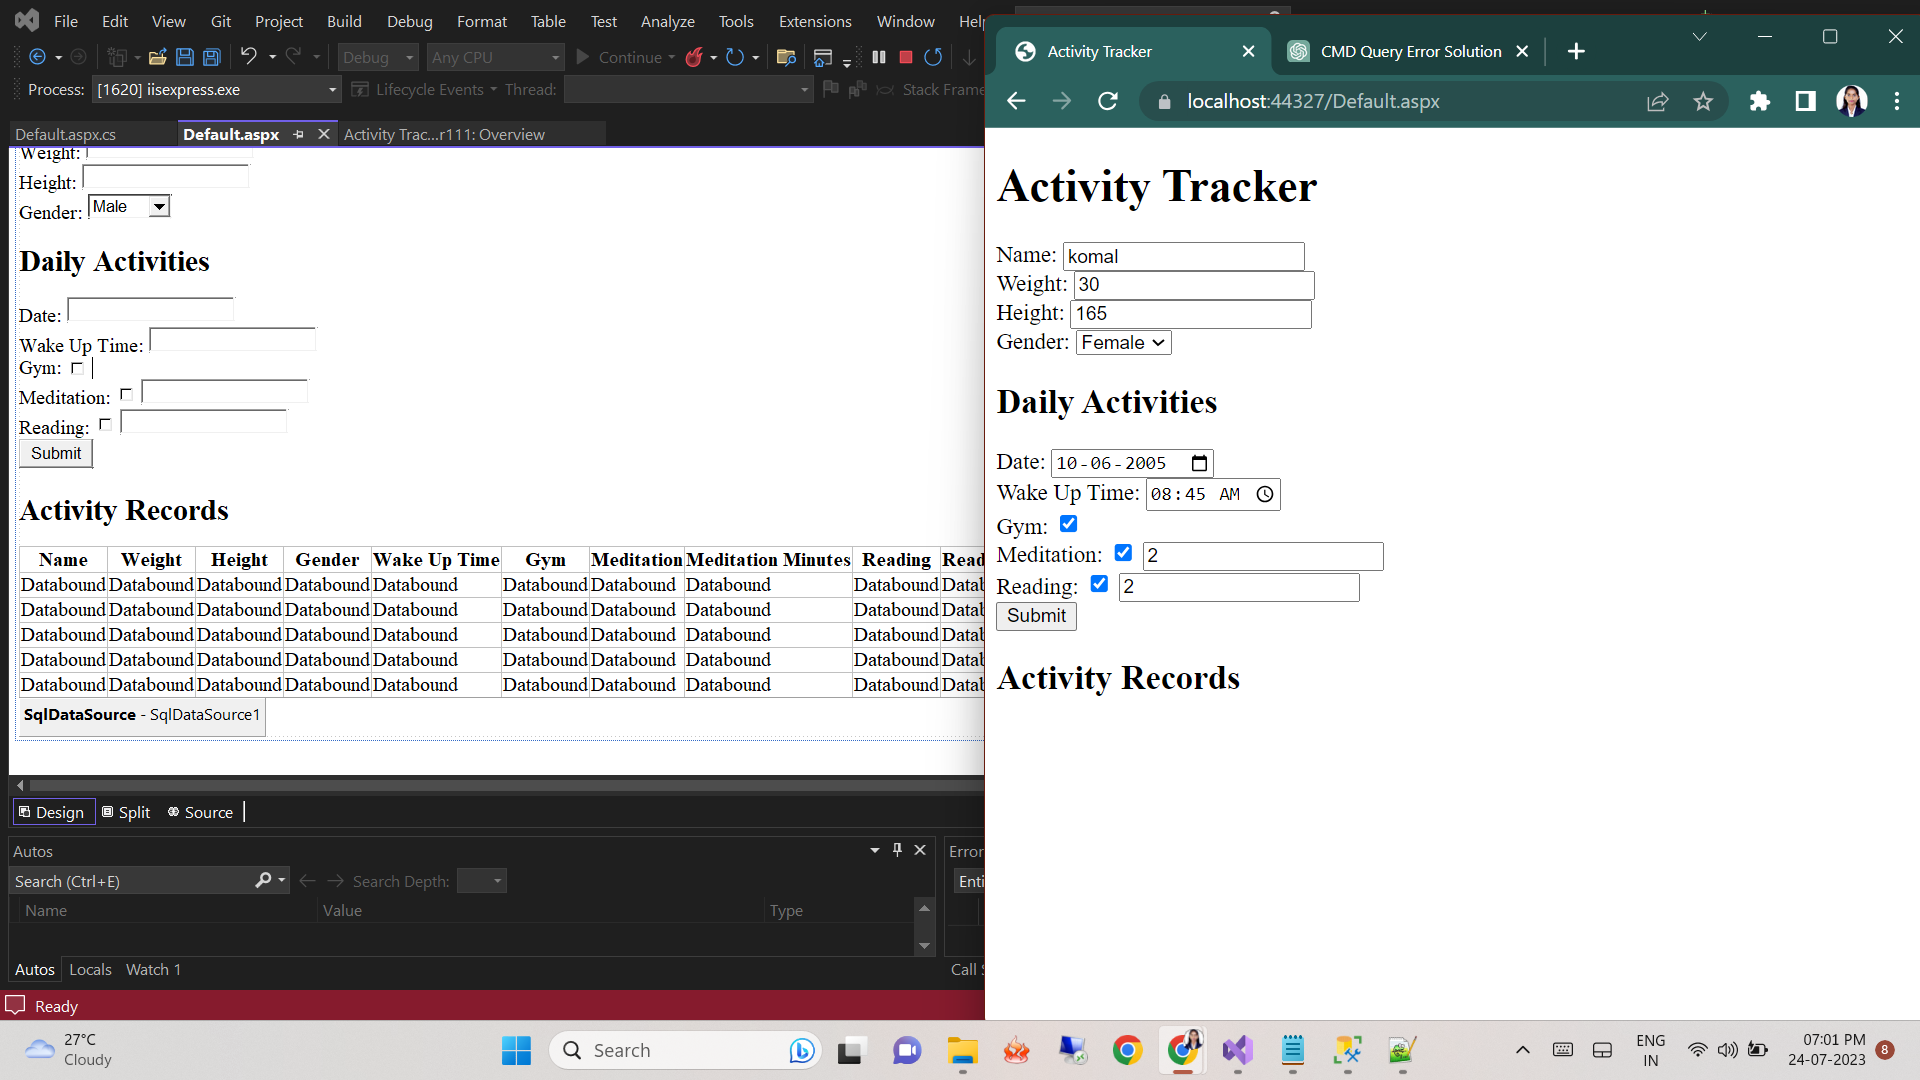 File Edit View Git Project Build Debug Format Table Test Analyze Tools Extensions Window Help
Debug Any CPU Continue
Process: [1620] iisexpress.exe Lifecycle Events Thread: Stack Frame
Default.aspx.cs Default.aspx Activity Trac...r111: Overview
Weight:
Height:
Gender: Male
Daily Activities
Date:
Wake Up Time:
Gym:
Meditation:
Reading:
Submit
Activity Records
Name Weight Height Gender Wake Up Time Gym Meditation Meditation Minutes Reading Read
Databound Databound Databound Databound Databound Databound Databound Databound Databound Datab
Databound Databound Databound Databound Databound Databound Databound Databound Databound Datab
Databound Databound Databound Databound Databound Databound Databound Databound Databound Datab
Databound Databound Databound Databound Databound Databound Databound Databound Databound Datab
Databound Databound Databound Databound Databound Databound Databound Databound Databound Datab
SqlDataSource - SqlDataSource1
Design Split Source
Autos
Search (Ctrl+E) Search Depth:
Name Value Type
Autos Locals Watch 1
Error
Enti
Call S
Ready
Activity Tracker CMD Query Error Solution
localhost:44327/Default.aspx
Activity Tracker
Name: komal
Weight: 30
Height: 165
Gender: Female
Daily Activities
Date: 10-06-2005
Wake Up Time: 08:45 AM
Gym:
Meditation: 2
Reading: 2
Submit
Activity Records
27°C
Cloudy
Search
ENG
IN
07:01 PM
24-07-2023
8